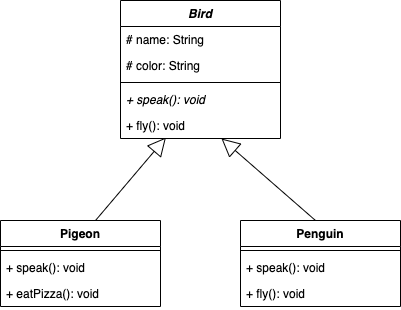 Bird
# name: String
# color: String
+ speak(): void
+ fly(): void
Pigeon
+ speak(): void
+ eatPizza(): void
Penguin
+ speak(): void
+ fly(): void